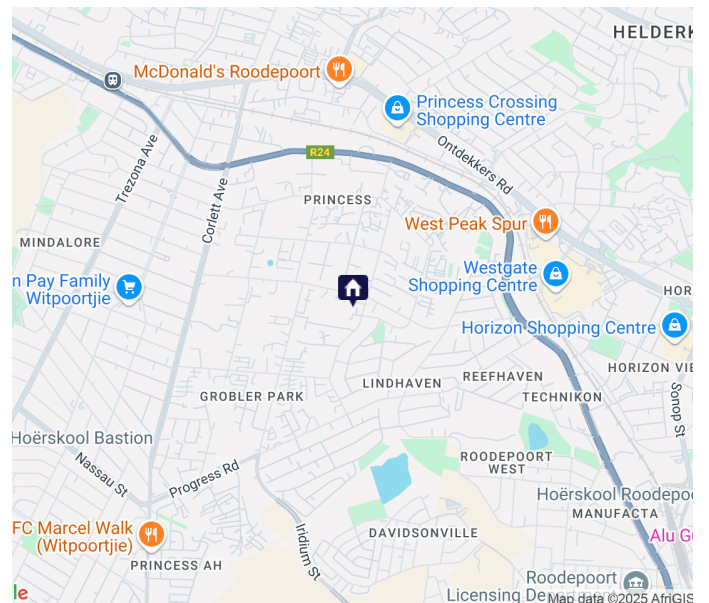 HELDERK
McDonald's Roodepoort
Princess Crossing
Shopping Centre
Ontdekkers Rd
Trezona Ave
R24
Corlett Ave
PRINCESS
West Peak Spur
MINDALORE
Westgate
Shopping Centre
n Pay Family
Witpoortjie
HOR
Horizon Shopping Centre
HORIZON VIE
LINDHAVEN
REEFHAVEN
GROBLER PARK
TECHNIKON
Sonop St
Hoërskool Bastion
Nassau St
Progress Rd
ROODEPOORT
WEST
Hoërskool Roodepo
MANUFACTA
FC Marcel Walk
(Witpoortjie)
Iridium St
DAVIDSONVILLE
Alu G
PRINCESS AH
Roodepoort
Licensing De
le
Map data ©2025 AfriGIS